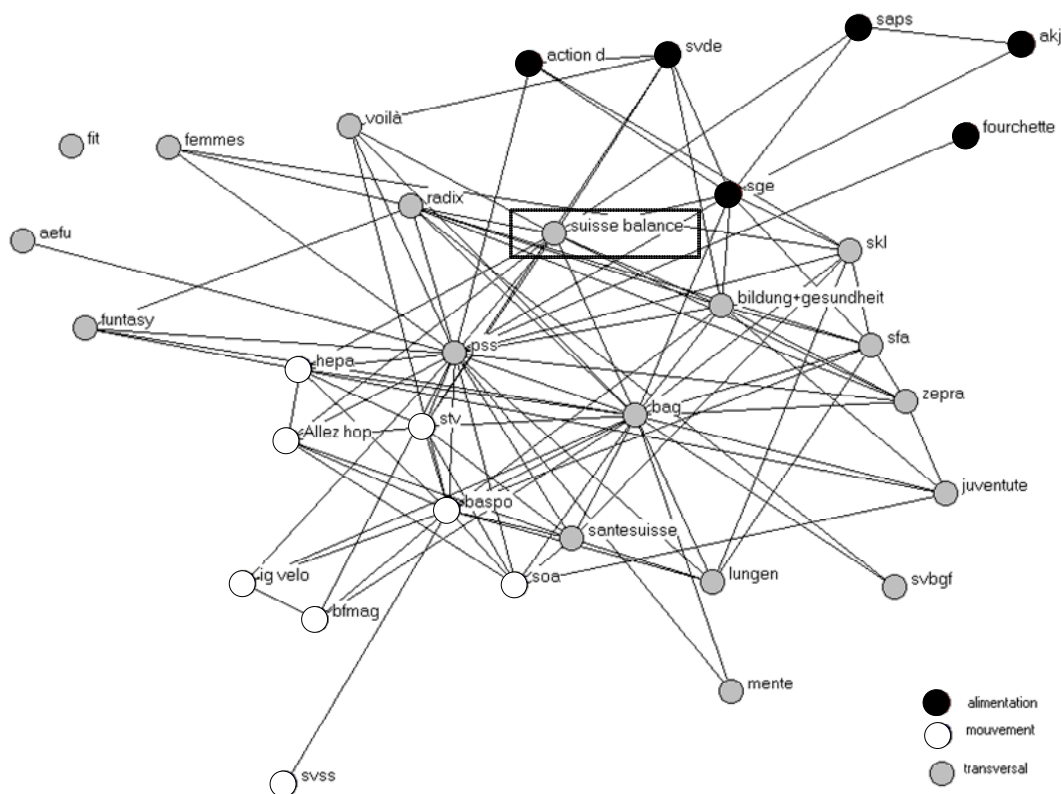 saps
akj
action d
svde
fourchette
voilà
fit
femmes
sge
radix
suisse balance
aefu
skl
bildung+gesundheit
funtasy
pss
sfa
hepa
zepra
bag
stv
Allez hop
juventute
baspo
santesuisse
ig velo
soa
lungen
svbgf
bfmag
mente
alimentation
mouvement
transversal
svss